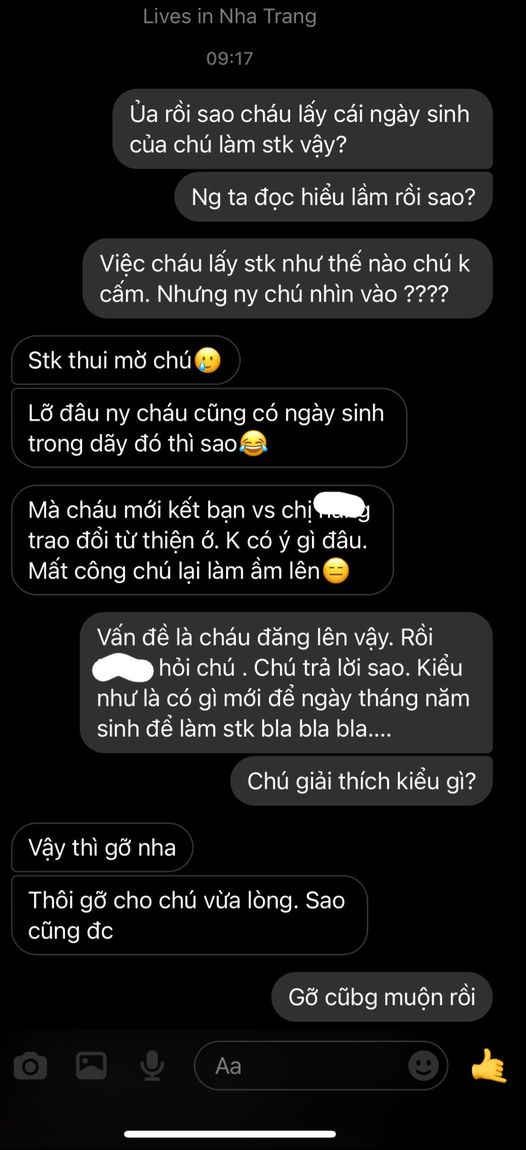 Lives in Nha Trang
09:17
Ủa rồi sao cháu lấy cái ngày sinh
của chú làm stk vậy?
Ng ta đọc hiểu lầm rồi sao?
Việc cháu lấy stk như thế nào chú k
cấm. Nhưng ny chú nhìn vào ????
Stk thui mờ chú🥲
Lỡ đâu ny cháu cũng có ngày sinh
trong dãy đó thì sao😂
Mà cháu mới kết bạn vs chị
trao đổi từ thiện ớ. K có ý gì đâu.
Mất công chú lại làm ầm lên😑
Vấn đề là cháu đăng lên vậy. Rồi
hỏi chú . Chú trả lời sao. Kiểu
như là có gì mới để ngày tháng năm
sinh để làm stk bla bla bla....
Chú giải thích kiểu gì?
Vậy thì gỡ nha
Thôi gỡ cho chú vừa lòng. Sao
cũng đc
Gỡ cũbg muộn rồi
Aa